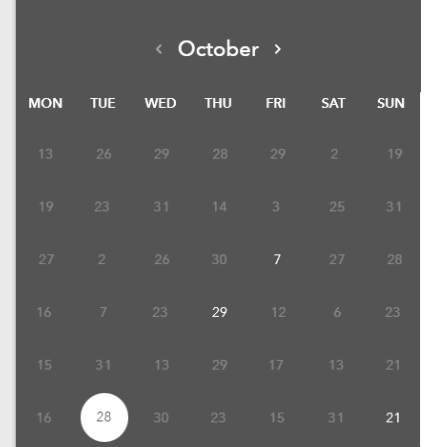 ‹ October ›
MON TUE WED THU FRI SAT SUN
13 26 29 28 29 2 19
19 23 31 14 3 25 31
27 2 26 30 7 27 28
16 7 23 29 12 6 23
15 31 13 29 17 13 21
16 28 30 23 15 31 21